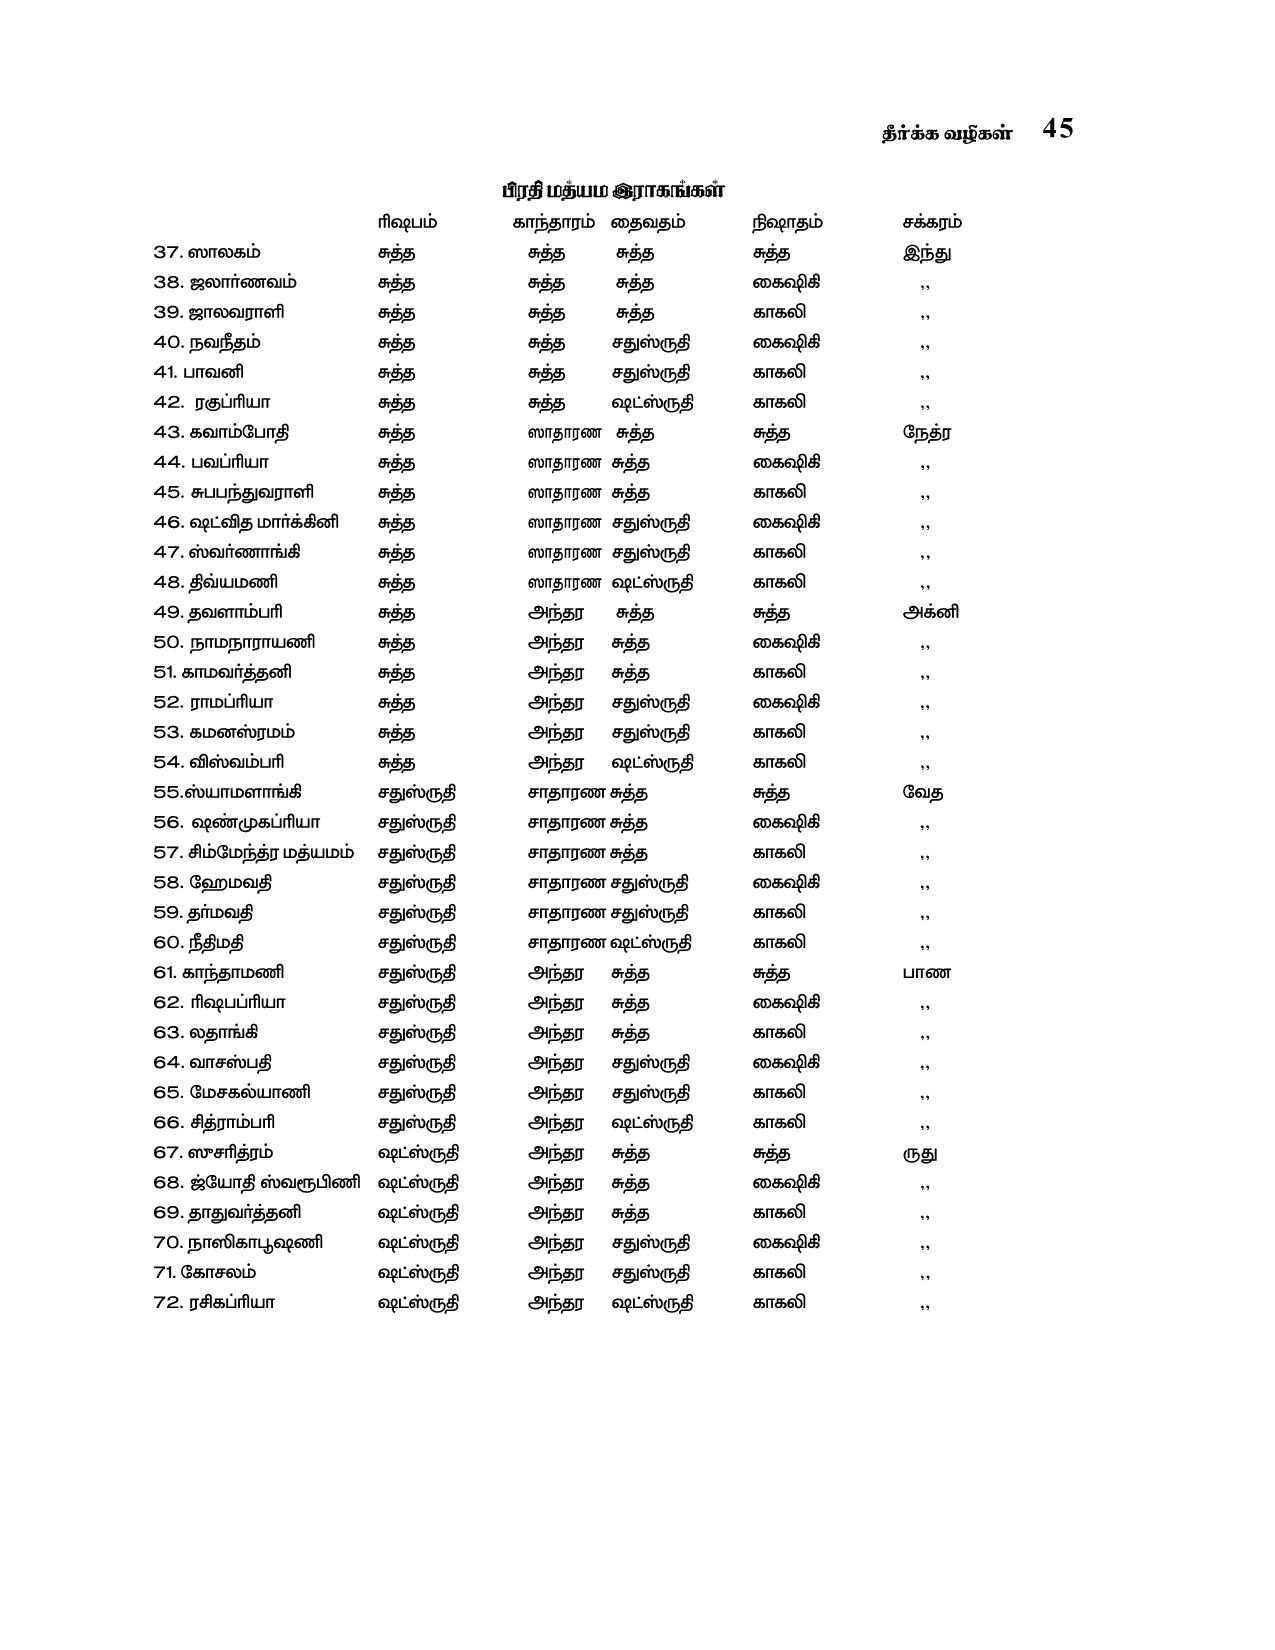 தீர்க்க வழிகள் 45
பிரதி மத்யம இராகங்கள்
ரிஷபம் காந்தாரம் தைவதம் நிஷாதம் சக்கரம்
37. ஸாலகம் சுத்த சுத்த சுத்த சுத்த இந்து
38. ஜலார்ணவம் சுத்த சுத்த சுத்த கைஷிகி ,,
39. ஜாலவராளி சுத்த சுத்த சுத்த காகலி ,,
40. நவநீதம் சுத்த சுத்த சதுஸ்ருதி கைஷிகி ,,
41. பாவனி சுத்த சுத்த சதுஸ்ருதி காகலி ,,
42. ரகுப்ரியா சுத்த சுத்த ஷட்ஸ்ருதி காகலி ,,
43. கவாம்போதி சுத்த ஸாதாரண சுத்த சுத்த நேத்ர
44. பவப்ரியா சுத்த ஸாதாரண சுத்த கைஷிகி ,,
45. சுபபந்துவராளி சுத்த ஸாதாரண சுத்த காகலி ,,
46. ஷட்வித மார்க்கினி சுத்த ஸாதாரண சதுஸ்ருதி கைஷிகி ,,
47. ஸ்வர்ணாங்கி சுத்த ஸாதாரண சதுஸ்ருதி காகலி ,,
48. திவ்யமணி சுத்த ஸாதாரண ஷட்ஸ்ருதி காகலி ,,
49. தவளாம்பரி சுத்த அந்தர சுத்த சுத்த அக்னி
50. நாமநாராயணி சுத்த அந்தர சுத்த கைஷிகி ,,
51. காமவர்த்தனி சுத்த அந்தர சுத்த காகலி ,,
52. ராமப்ரியா சுத்த அந்தர சதுஸ்ருதி கைஷிகி ,,
53. கமனஸ்ரமம் சுத்த அந்தர சதுஸ்ருதி காகலி ,,
54. விஸ்வம்பரி சுத்த அந்தர ஷட்ஸ்ருதி காகலி ,,
55.ஸ்யாமளாங்கி சதுஸ்ருதி சாதாரண சுத்த சுத்த வேத
56. ஷண்முகப்ரியா சதுஸ்ருதி சாதாரண சுத்த கைஷிகி ,,
57. சிம்மேந்த்ர மத்யமம் சதுஸ்ருதி சாதாரண சுத்த காகலி ,,
58. ஹேமவதி சதுஸ்ருதி சாதாரண சதுஸ்ருதி கைஷிகி ,,
59. தர்மவதி சதுஸ்ருதி சாதாரண சதுஸ்ருதி காகலி ,,
60. நீதிமதி சதுஸ்ருதி சாதாரண ஷட்ஸ்ருதி காகலி ,,
61. காந்தாமணி சதுஸ்ருதி அந்தர சுத்த சுத்த பாண
62. ரிஷபப்ரியா சதுஸ்ருதி அந்தர சுத்த கைஷிகி ,,
63. லதாங்கி சதுஸ்ருதி அந்தர சுத்த காகலி ,,
64. வாசஸ்பதி சதுஸ்ருதி அந்தர சதுஸ்ருதி கைஷிகி ,,
65. மேசகல்யாணி சதுஸ்ருதி அந்தர சதுஸ்ருதி காகலி ,,
66. சித்ராம்பரி சதுஸ்ருதி அந்தர ஷட்ஸ்ருதி காகலி ,,
67. ஸுசரித்ரம் ஷட்ஸ்ருதி அந்தர சுத்த சுத்த ருது
68. ஜ்யோதி ஸ்வரூபிணி ஷட்ஸ்ருதி அந்தர சுத்த கைஷிகி ,,
69. தாதுவர்த்தனி ஷட்ஸ்ருதி அந்தர சுத்த காகலி ,,
70. நாஸிகாபூஷணி ஷட்ஸ்ருதி அந்தர சதுஸ்ருதி கைஷிகி ,,
71. கோசலம் ஷட்ஸ்ருதி அந்தர சதுஸ்ருதி காகலி ,,
72. ரசிகப்ரியா ஷட்ஸ்ருதி அந்தர ஷட்ஸ்ருதி காகலி ,,